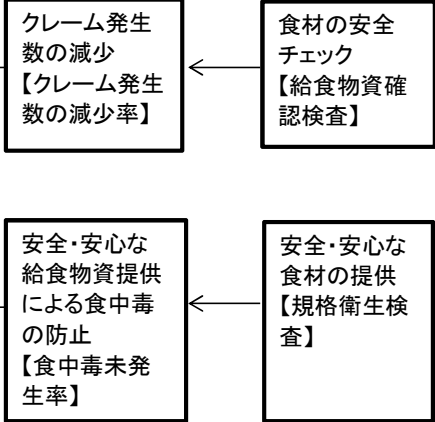 クレーム発生
数の減少
【クレーム発生
数の減少率】
食材の安全
チェック
【給食物資確
認検査】
安全・安心な
給食物資提供
による食中毒
の防止
【食中毒未発
生率】
安全・安心な
食材の提供
【規格衛生検
査】